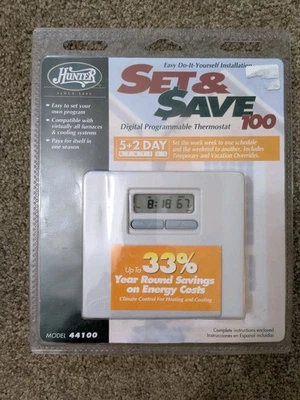 Easy Do-It-Yourself Installation
HUNTER
SINCE 1886
SET &
$AVE
100
Digital Programmable Thermostat
• Easy to set your
own program
• Compatible with
virtually all furnaces
& cooling systems
• Pays for itself in
one season
5+2 DAY
Set the work week to one schedule
and the weekend to another. Includes
Temporary and Vacation Overrides.
8:18 67
Up To 33%
Year Round Savings
on Energy Costs
Climate Control For Heating and Cooling
MODEL 44100
Complete instructions enclosed
Instrucciones en Español incluidas